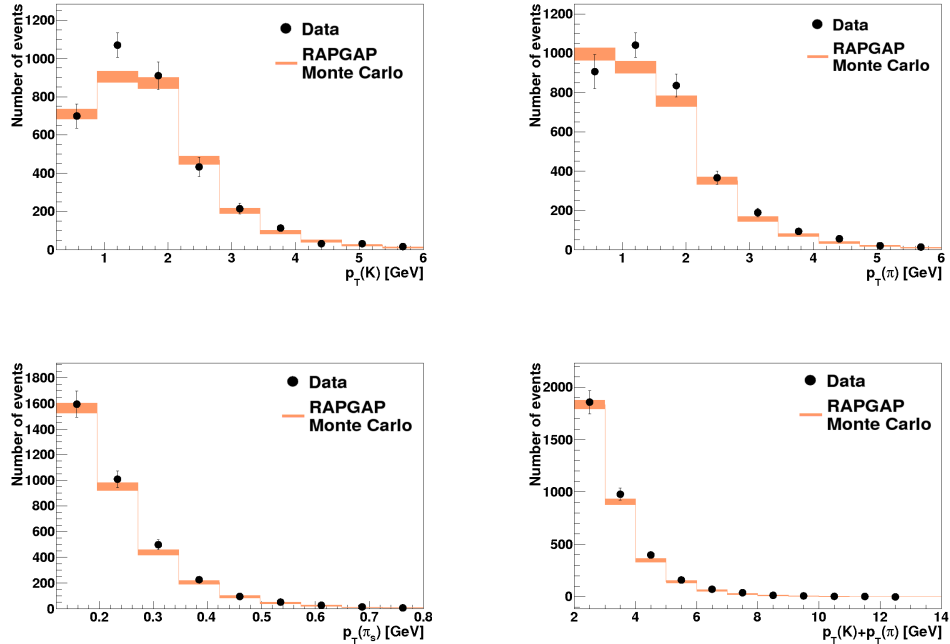 Number of events
1200
1000
800
600
400
200
0
Data
RAPGAP
Monte Carlo
1 2 3 4 5 6
p_T(K) [GeV]
Number of events
1200
1000
800
600
400
200
0
Data
RAPGAP
Monte Carlo
1 2 3 4 5 6
p_T(π) [GeV]
Number of events
1800
1600
1400
1200
1000
800
600
400
200
0
Data
RAPGAP
Monte Carlo
0.2 0.3 0.4 0.5 0.6 0.7 0.8
p_T(π_s) [GeV]
Number of events
2000
1500
1000
500
0
Data
RAPGAP
Monte Carlo
2 4 6 8 10 12 14
p_T(K)+p_T(π) [GeV]